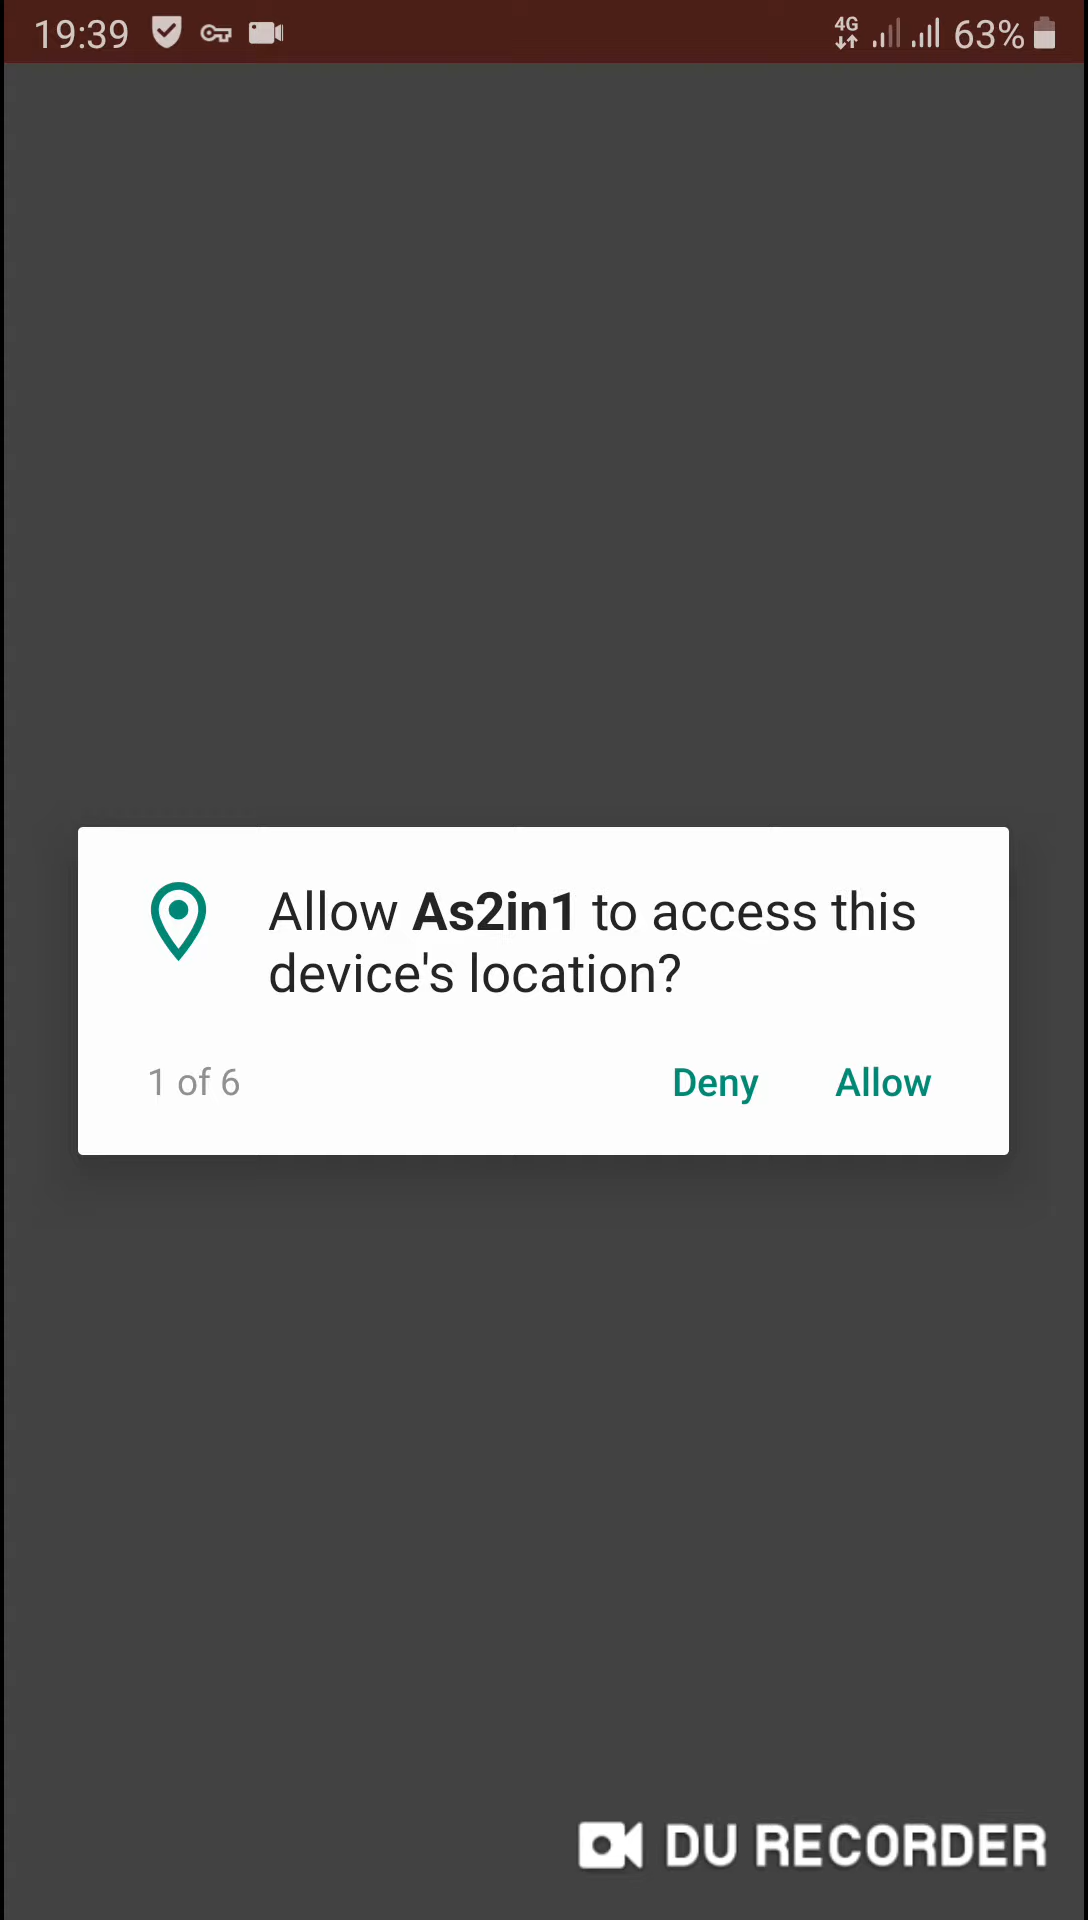 19:39 4G 63%
Allow As2in1 to access this
device's location?
1 of 6 Deny Allow
DU RECORDER